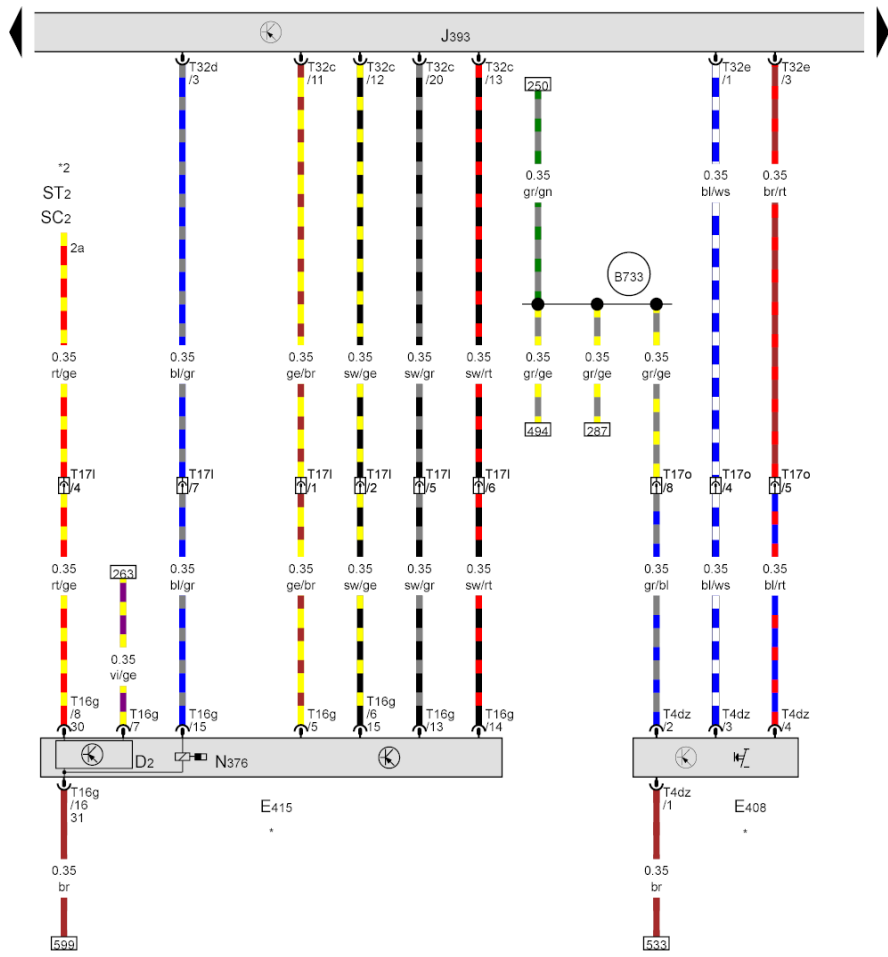 J393
T32d T32c T32c T32c T32c T32e T32e
/3 /11 /12 /20 /13 /1 /3
250
*2
ST2
SC2
2a
0.35 0.35 0.35
gr/gn bl/ws br/rt
B733
0.35 0.35 0.35 0.35 0.35 0.35 0.35 0.35 0.35
rt/ge bl/gr ge/br sw/ge sw/gr sw/rt gr/ge gr/ge gr/ge
494 287
T17l T17l T17l T17l T17l T17l T17o T17o T17o
/4 /7 /1 /2 /5 /6 /8 /4 /5
0.35 0.35 0.35 0.35 0.35 0.35 0.35 0.35 0.35
rt/ge bl/gr ge/br sw/ge sw/gr sw/rt gr/bl bl/ws bl/rt
263
0.35
vi/ge
T16g T16g T16g T16g T16g T16g T16g T4dz T4dz T4dz
/8 /7 /15 /5 /6 /13 /14 /2 /3 /4
30 15
D2 N376
T16g
/16
31
E415
*
T4dz
/1
E408
*
0.35 0.35
br br
599 533